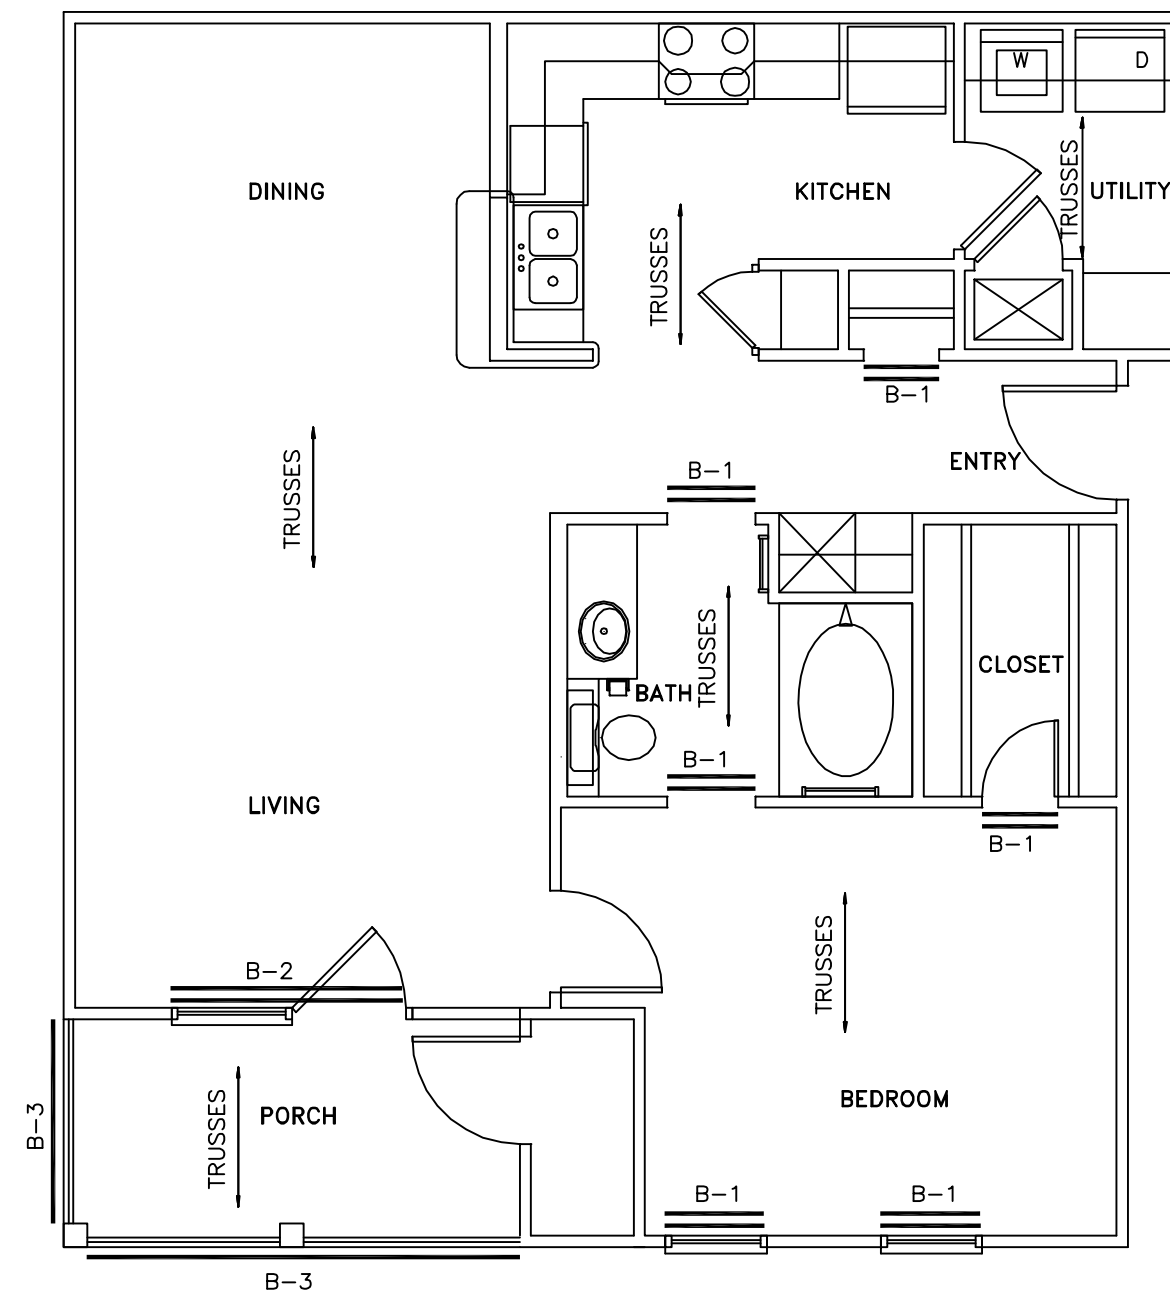 W
D
DINING
KITCHEN
TRUSSES
UTILITY
TRUSSES
B-1
TRUSSES
ENTRY
B-1
TRUSSES
CLOSET
BATH
B-1
LIVING
B-1
TRUSSES
B-2
BEDROOM
B-3
TRUSSES
PORCH
B-1
B-1
B-3